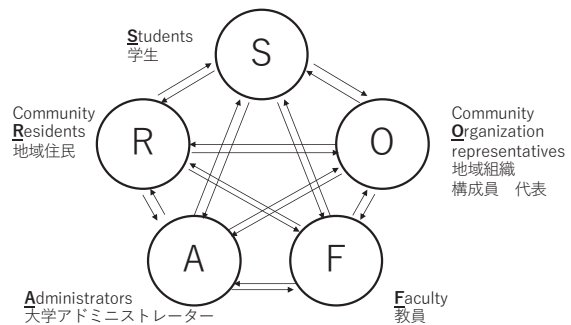 Students
学生
S
Community
Residents
地域住民
R
O
Community
Organization
representatives
地域組織
構成員　代表
A
F
Administrators
大学アドミニストレーター
Faculty
教員